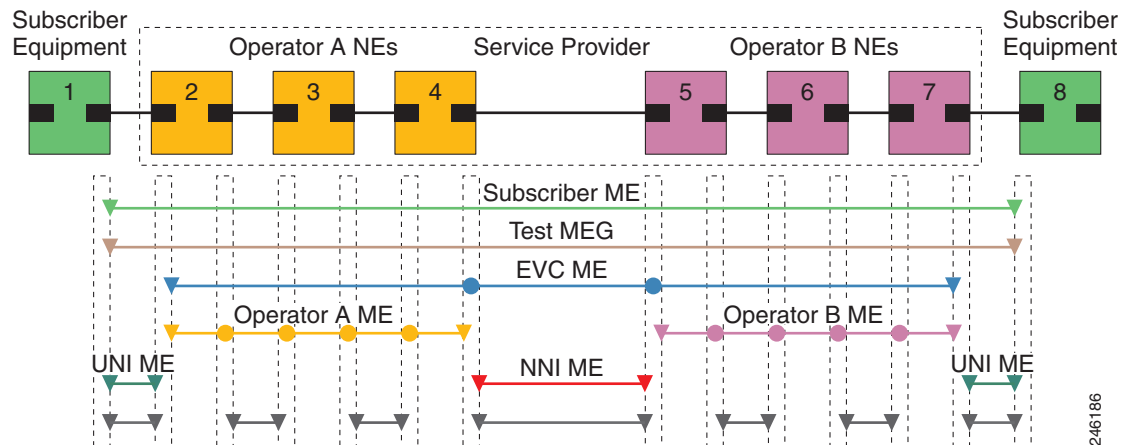 Subscriber
Equipment
Operator A NEs
Service Provider
Operator B NEs
Subscriber
Equipment
1
2
3
4
5
6
7
8
Subscriber ME
Test MEG
EVC ME
Operator A ME
Operator B ME
UNI ME
NNI ME
UNI ME
246186